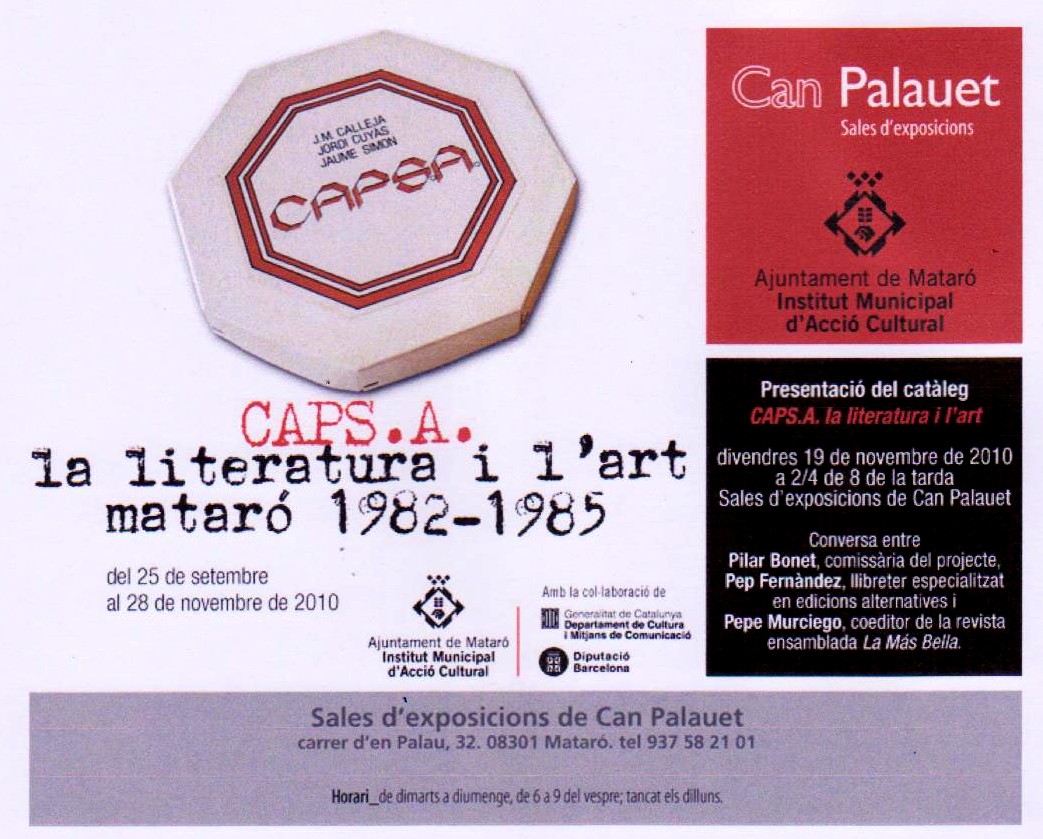 J.M. CALLEJA
JORDI CUYÀS
JAUME SIMON
CAPS.A.
CAPS.A.
la literatura i l'art
mataró 1982-1985
del 25 de setembre
al 28 de novembre de 2010
Ajuntament de Mataró
Institut Municipal
d'Acció Cultural
Amb la col·laboració de
Generalitat de Catalunya
Departament de Cultura
i Mitjans de Comunicació
Diputació
Barcelona
Can Palauet
Sales d'exposicions
Ajuntament de Mataró
Institut Municipal
d'Acció Cultural
Presentació del catàleg
CAPS.A. la literatura i l'art
divendres 19 de novembre de 2010
a 2/4 de 8 de la tarda
Sales d'exposicions de Can Palauet
Conversa entre
Pilar Bonet, comissària del projecte,
Pep Fernàndez, llibreter especialitzat
en edicions alternatives i
Pepe Murciego, coeditor de la revista
ensamblada La Más Bella.
Sales d'exposicions de Can Palauet
carrer d'en Palau, 32. 08301 Mataró. tel 937 58 21 01
Horari_de dimarts a diumenge, de 6 a 9 del vespre; tancat els dilluns.